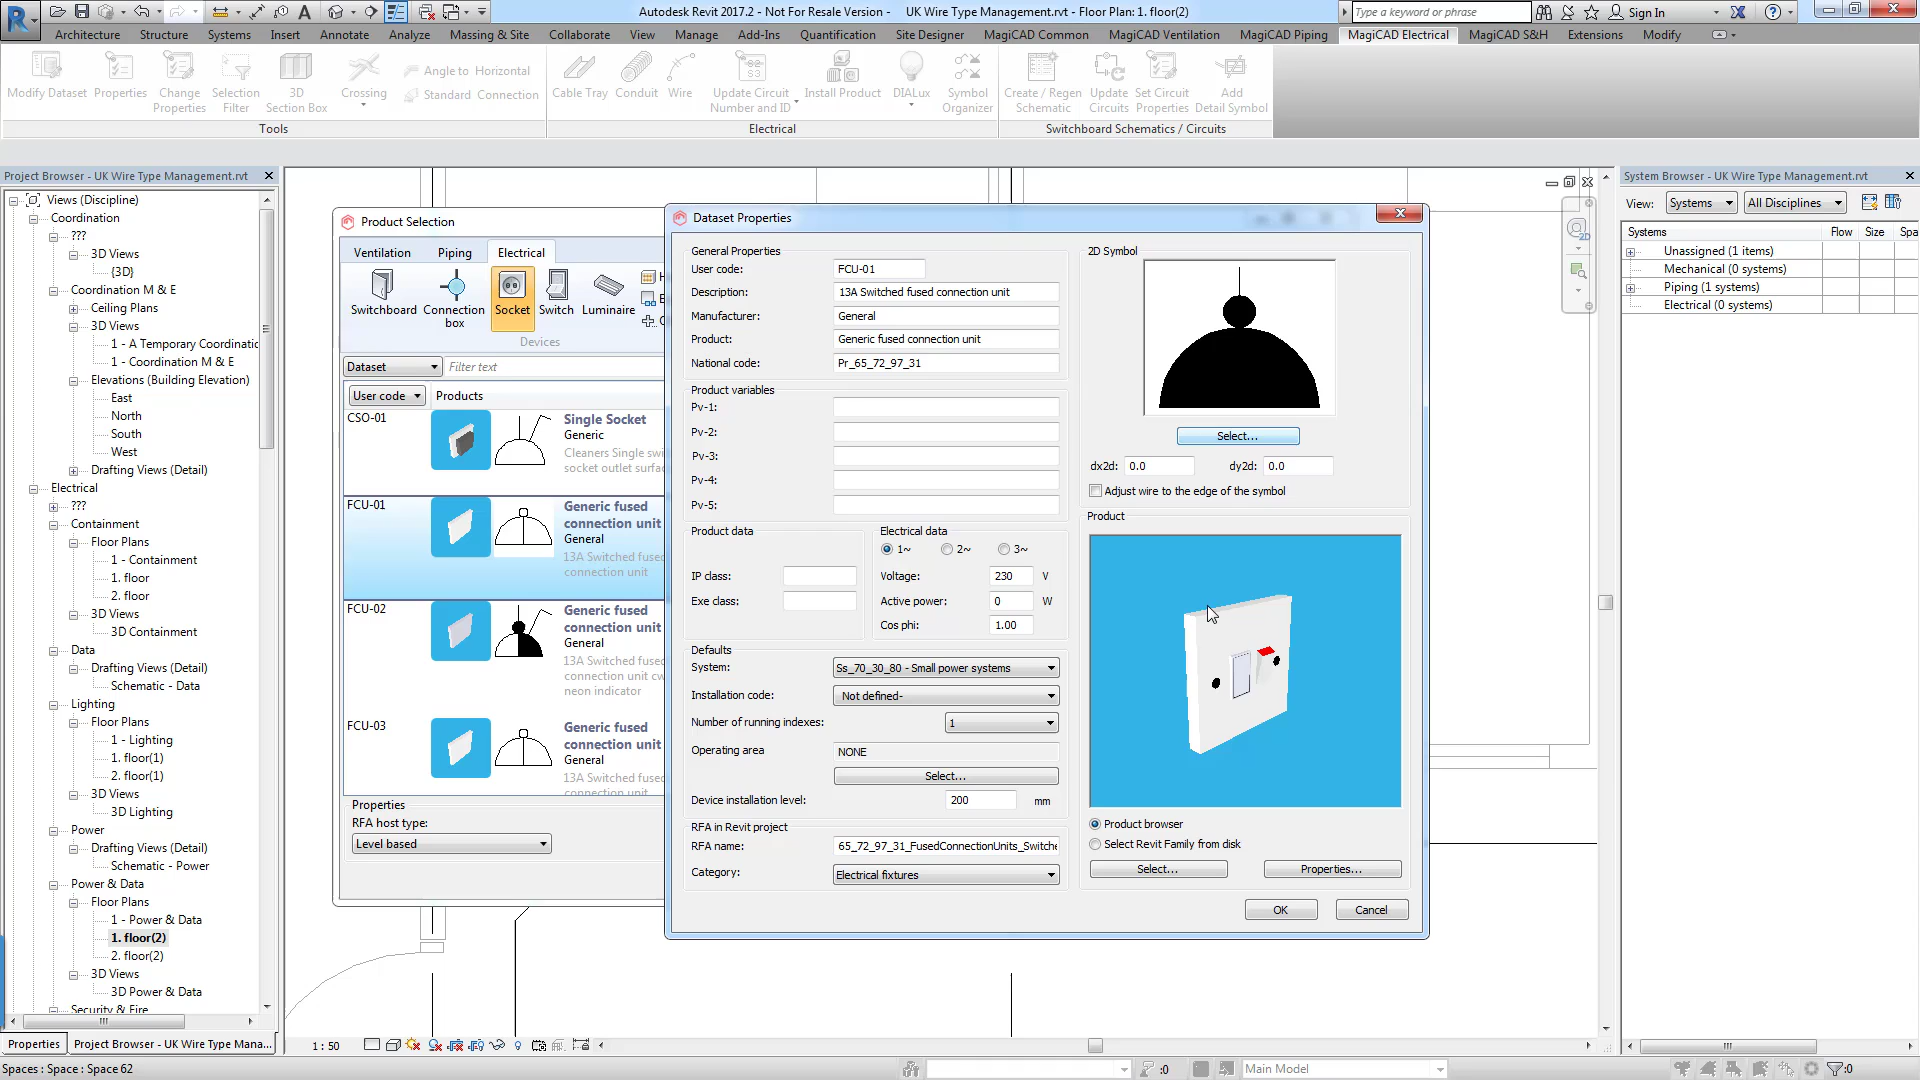 Autodesk Revit 2017.2 - Not For Resale Version - UK Wire Type Management.rvt - Floor Plan: 1. floor(2)
Type a keyword or phrase
Sign In
Architecture Structure Systems Insert Annotate Analyze Massing & Site Collaborate View Manage Add-Ins Quantification Site Designer MagiCAD Common MagiCAD Ventilation MagiCAD Piping MagiCAD Electrical MagiCAD S&H Extensions Modify
Modify Dataset
Properties
Change Properties
Selection Filter
3D Section Box
Crossing
Angle to Horizontal
Standard Connection
Cable Tray
Conduit
Wire
Update Circuit Number and ID
Install Product
DIALux
Symbol Organizer
Create / Regen Schematic
Update Circuits
Set Circuit Properties
Add Detail Symbol
Tools
Electrical
Switchboard Schematics / Circuits
Project Browser - UK Wire Type Management.rvt
Views (Discipline)
Coordination
???
3D Views
{3D}
Coordination M & E
Ceiling Plans
3D Views
1 - A Temporary Coordinatic
1 - Coordination M & E
Elevations (Building Elevation)
East
North
South
West
Drafting Views (Detail)
Electrical
???
Containment
Floor Plans
1 - Containment
1. floor
2. floor
3D Views
3D Containment
Data
Drafting Views (Detail)
Schematic - Data
Lighting
Floor Plans
1 - Lighting
1. floor(1)
2. floor(1)
3D Views
3D Lighting
Power
Drafting Views (Detail)
Schematic - Power
Power & Data
Floor Plans
1 - Power & Data
1. floor(2)
2. floor(2)
3D Views
3D Power & Data
Security & Fire
Properties
Project Browser - UK Wire Type Mana...
Spaces : Space : Space 62
Product Selection
Ventilation Piping Electrical
Switchboard
Connection box
Socket
Switch
Luminaire
Devices
Dataset
Filter text
User code
Products
CSO-01
Single Socket
Generic
Cleaners Single swi
socket outlet surfa
FCU-01
Generic fused
connection unit
General
13A Switched fused
connection unit
FCU-02
Generic fused
connection unit
General
13A Switched fused
connection unit cw
neon indicator
FCU-03
Generic fused
connection unit
General
13A Switched fused
connection unit
Properties
RFA host type:
Level based
Dataset Properties
General Properties
User code: FCU-01
Description: 13A Switched fused connection unit
Manufacturer: General
Product: Generic fused connection unit
National code: Pr_65_72_97_31
Product variables
Pv-1:
Pv-2:
Pv-3:
Pv-4:
Pv-5:
Product data
IP class:
Exe class:
Electrical data
1~ 2~ 3~
Voltage: 230 V
Active power: 0 W
Cos phi: 1.00
Defaults
System: Ss_70_30_80 - Small power systems
Installation code: Not defined-
Number of running indexes: 1
Operating area NONE
Select...
Device installation level: 200 mm
RFA in Revit project
RFA name: 65_72_97_31_FusedConnectionUnits_Switche
Category: Electrical fixtures
2D Symbol
Select...
dx2d: 0.0 dy2d: 0.0
Adjust wire to the edge of the symbol
Product
Product browser
Select Revit Family from disk
Select... Properties...
OK Cancel
System Browser - UK Wire Type Management.rvt
View: Systems All Disciplines
Systems Flow Size Spa
Unassigned (1 items)
Mechanical (0 systems)
Piping (1 systems)
Electrical (0 systems)
1 : 50
:0
Main Model
:0